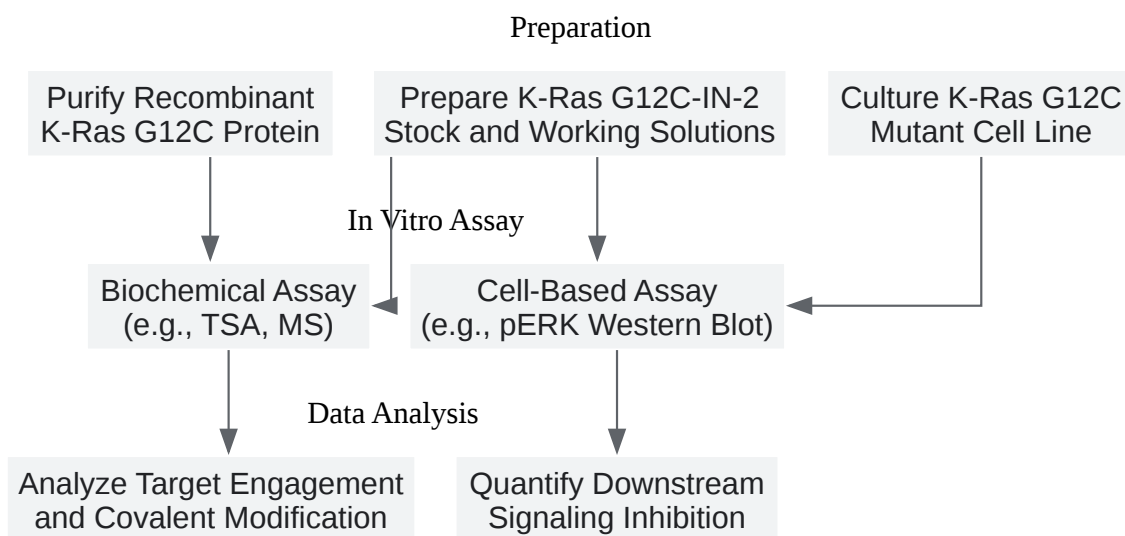 Preparation
Purify Recombinant
K-Ras G12C Protein
Prepare K-Ras G12C-IN-2
Stock and Working Solutions
Culture K-Ras G12C
Mutant Cell Line
In Vitro Assay
Biochemical Assay
(e.g., TSA, MS)
Cell-Based Assay
(e.g., pERK Western Blot)
Data Analysis
Analyze Target Engagement
and Covalent Modification
Quantify Downstream
Signaling Inhibition